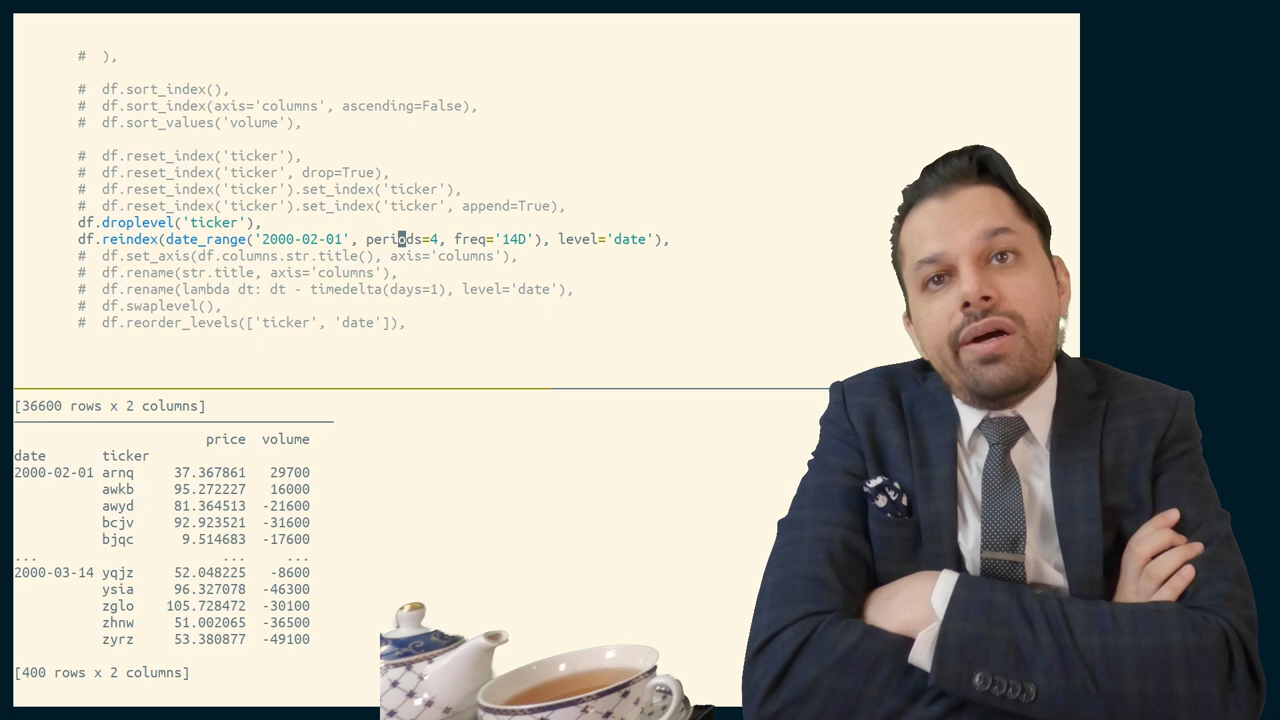 # ),
# df.sort_index(),
# df.sort_index(axis='columns', ascending=False),
# df.sort_values('volume'),
# df.reset_index('ticker'),
# df.reset_index('ticker', drop=True),
# df.reset_index('ticker').set_index('ticker'),
# df.reset_index('ticker').set_index('ticker', append=True),
df.droplevel('ticker'),
df.reindex(date_range('2000-02-01', periods=4, freq='14D'), level='date'),
# df.set_axis(df.columns.str.title(), axis='columns'),
# df.rename(str.title, axis='columns'),
# df.rename(lambda dt: dt - timedelta(days=1), level='date'),
# df.swaplevel(),
# df.reorder_levels(['ticker', 'date']),
[36600 rows x 2 columns]
price volume
date ticker
2000-02-01 arnq 37.367861 29700
awkb 95.272227 16000
awyd 81.364513 -21600
bcjv 92.923521 -31600
bjqc 9.514683 -17600
... ... ...
2000-03-14 yqjz 52.048225 -8600
ysia 96.327078 -46300
zglo 105.728472 -30100
zhnw 51.002065 -36500
zyrz 53.380877 -49100
[400 rows x 2 columns]